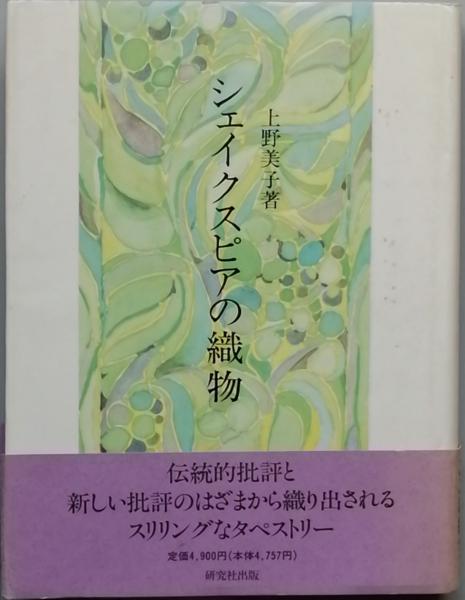 シェイクスピアの織物
上野美子著
伝統的批評と
新しい批評のはざまから織り出される
スリリングなタペストリー
定価4,900円(本体4,757円)
研究社出版